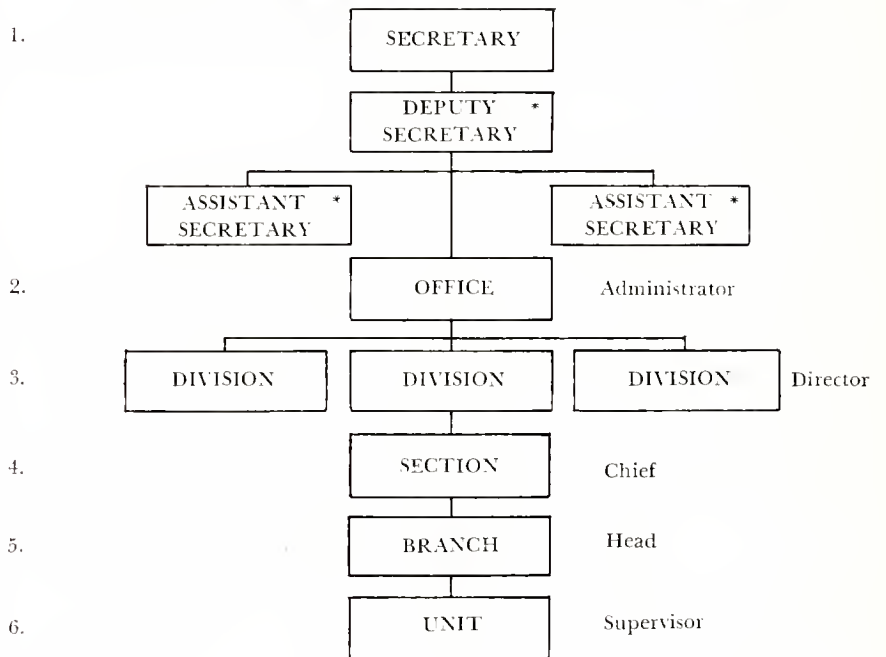 1.
SECRETARY
DEPUTY *
SECRETARY
ASSISTANT *
SECRETARY
ASSISTANT *
SECRETARY
2.
OFFICE
Administrator
3.
DIVISION
DIVISION
DIVISION
Director
4.
SECTION
Chief
5.
BRANCH
Head
6.
UNIT
Supervisor